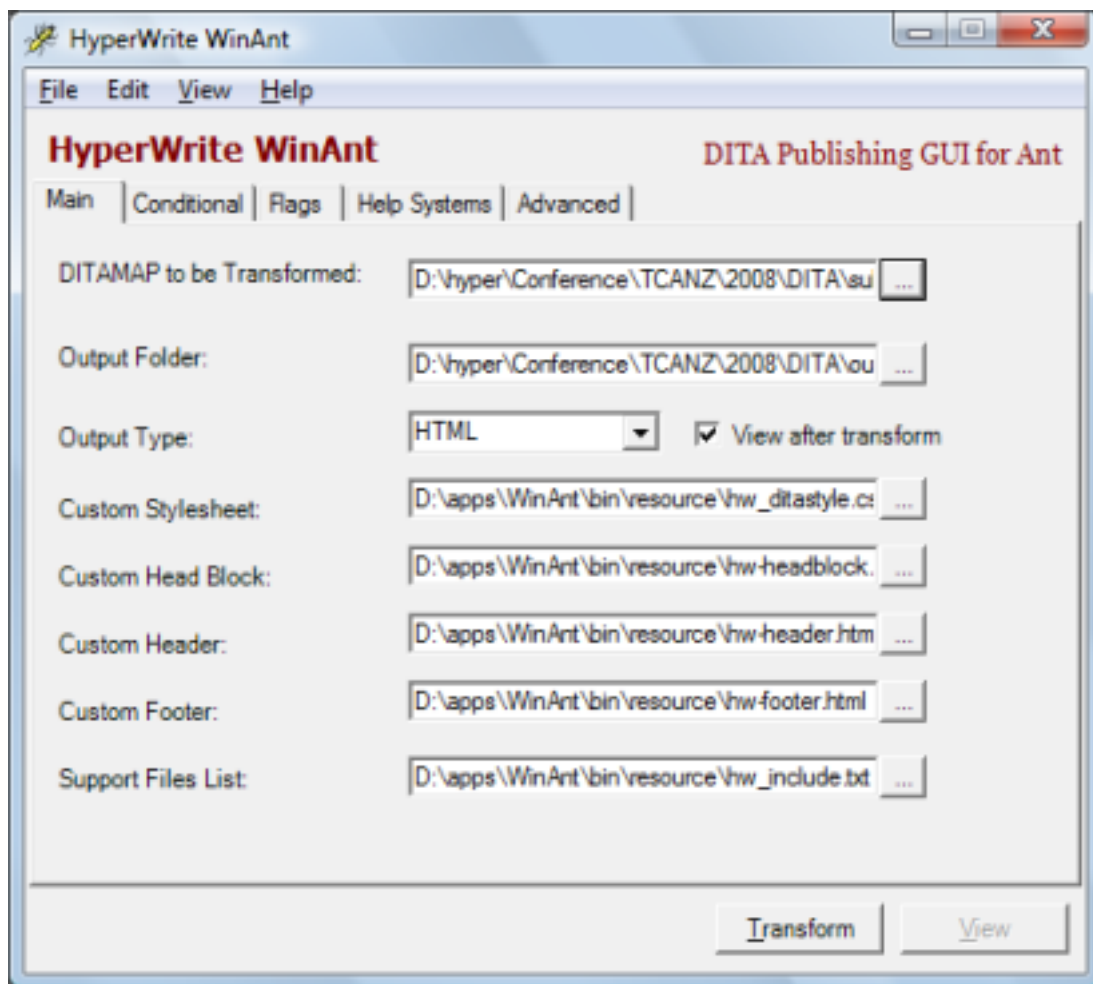 HyperWrite WinAnt
File Edit View Help
HyperWrite WinAnt DITA Publishing GUI for Ant
Main Conditional Flags Help Systems Advanced
DITAMAP to be Transformed: D:\hyper\Conference\TCANZ\2008\DITA\su ...
Output Folder: D:\hyper\Conference\TCANZ\2008\DITA\ou ...
Output Type: HTML View after transform
Custom Stylesheet: D:\apps\WinAnt\bin\resource\hw_ditastyle.cs ...
Custom Head Block: D:\apps\WinAnt\bin\resource\hw-headblock. ...
Custom Header: D:\apps\WinAnt\bin\resource\hw-header.htm ...
Custom Footer: D:\apps\WinAnt\bin\resource\hw-footer.html ...
Support Files List: D:\apps\WinAnt\bin\resource\hw_include.txt ...
Transform View